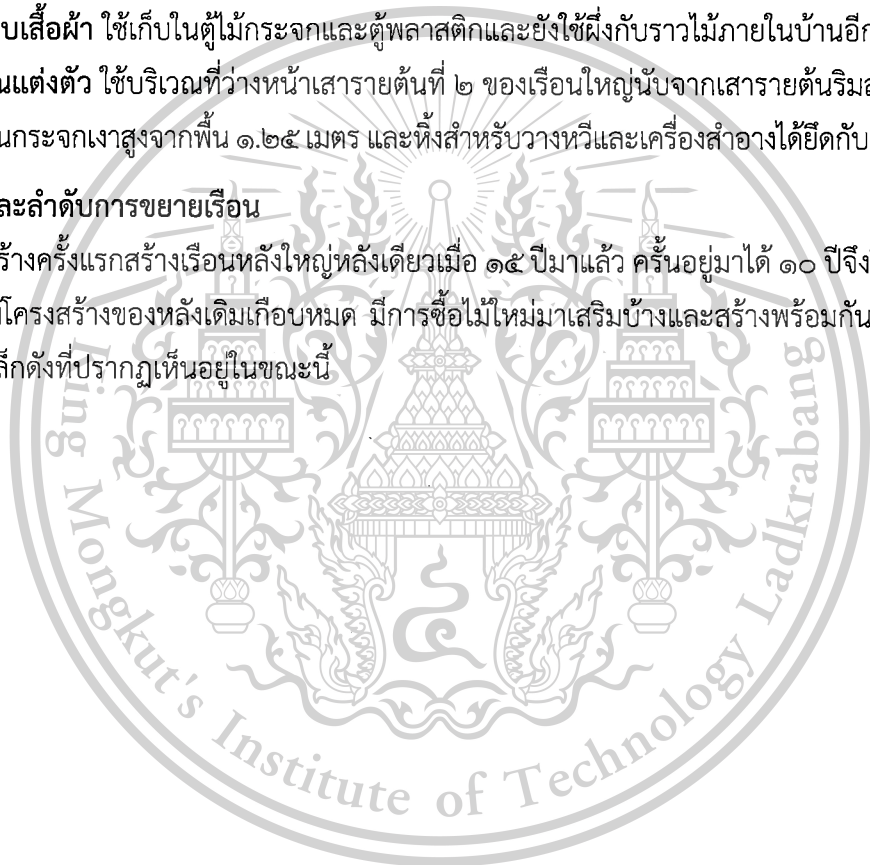 บเสื้อผ้า ใช้เก็บในตู้ไม้กระจกและตู้พลาสติกและยังใช้ผึ่งกับราวไม้ภายในบ้านอีก
นแต่งตัว ใช้บริเวณที่ว่างหน้าเสารายต้นที่ ๒ ของเรือนใหญ่นับจากเสารายต้นริม
นกระจกเงาสูงจากพื้น ๑.๒๕ เมตร และหิ้งสำหรับวางหวีและเครื่องสำอางได้ยึดกับ
ละลำดับการขยายเรือน
ร้างครั้งแรกสร้างเรือนหลังใหญ่หลังเดียวเมื่อ ๑๕ ปีมาแล้ว ครั้นอยู่มาได้ ๑๐ ปีจึง
โครงสร้างของหลังเดิมเกือบหมด มีการซื้อไม้ใหม่มาเสริมบ้างและสร้างพร้อมกัน
ล็กดังที่ปรากฏเห็นอยู่ในขณะนี้
King Mongkut's Institute of Technology Ladkrabang